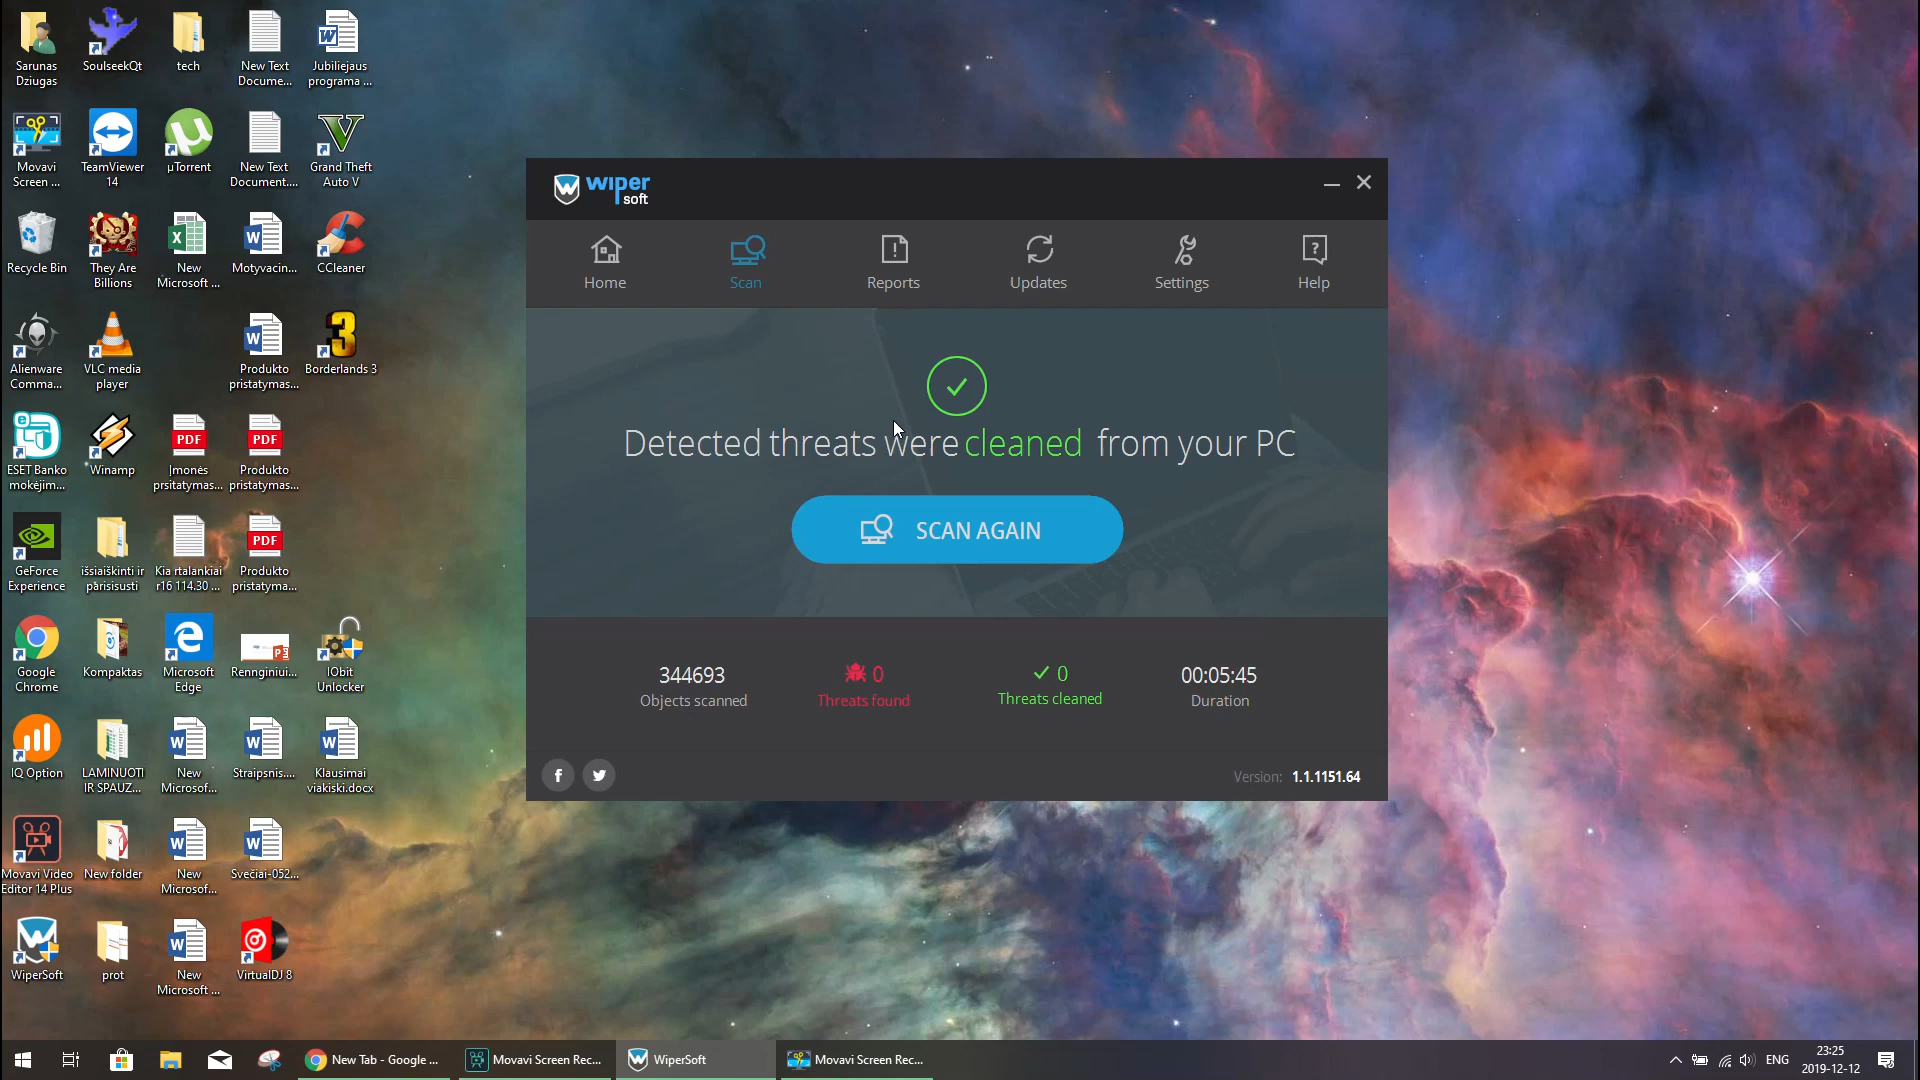 Sarunas
Dziugas
SoulseekQt
tech
New Text
Docume...
Jubiliejaus
programa ...
Movavi
Screen ...
TeamViewer
14
µTorrent
New Text
Document....
Grand Theft
Auto V
Recycle Bin
They Are
Billions
New
Microsoft ...
Motyvacin...
CCleaner
Alienware
Comma...
VLC media
player
Produkto
pristatymas...
Borderlands 3
ESET Banko
mokėjim...
Winamp
PDF
Įmonės
prsitatymas...
PDF
Produkto
pristatymas...
GeForce
Experience
išsiaiškinti ir
parisisusti
Kia rtalankiai
r16 114.30 ...
PDF
Produkto
pristatyma...
Google
Chrome
Kompaktas
Microsoft
Edge
Rennginiui...
IObit
Unlocker
IQ Option
LAMINUOTI
IR SPAUZ...
New
Microsof...
Straipsnis....
Klausimai
viakiski.docx
Movavi Video
Editor 14 Plus
New folder
New
Microsof...
Svečiai-052...
WiperSoft
prot
New
Microsoft ...
VirtualDJ 8
wiper
soft
Home
Scan
Reports
Updates
Settings
Help
Detected threats were cleaned from your PC
SCAN AGAIN
344693
Objects scanned
0
Threats found
0
Threats cleaned
00:05:45
Duration
Version: 1.1.1151.64
New Tab - Google ...
Movavi Screen Rec...
WiperSoft
Movavi Screen Rec...
ENG
23:25
2019-12-12